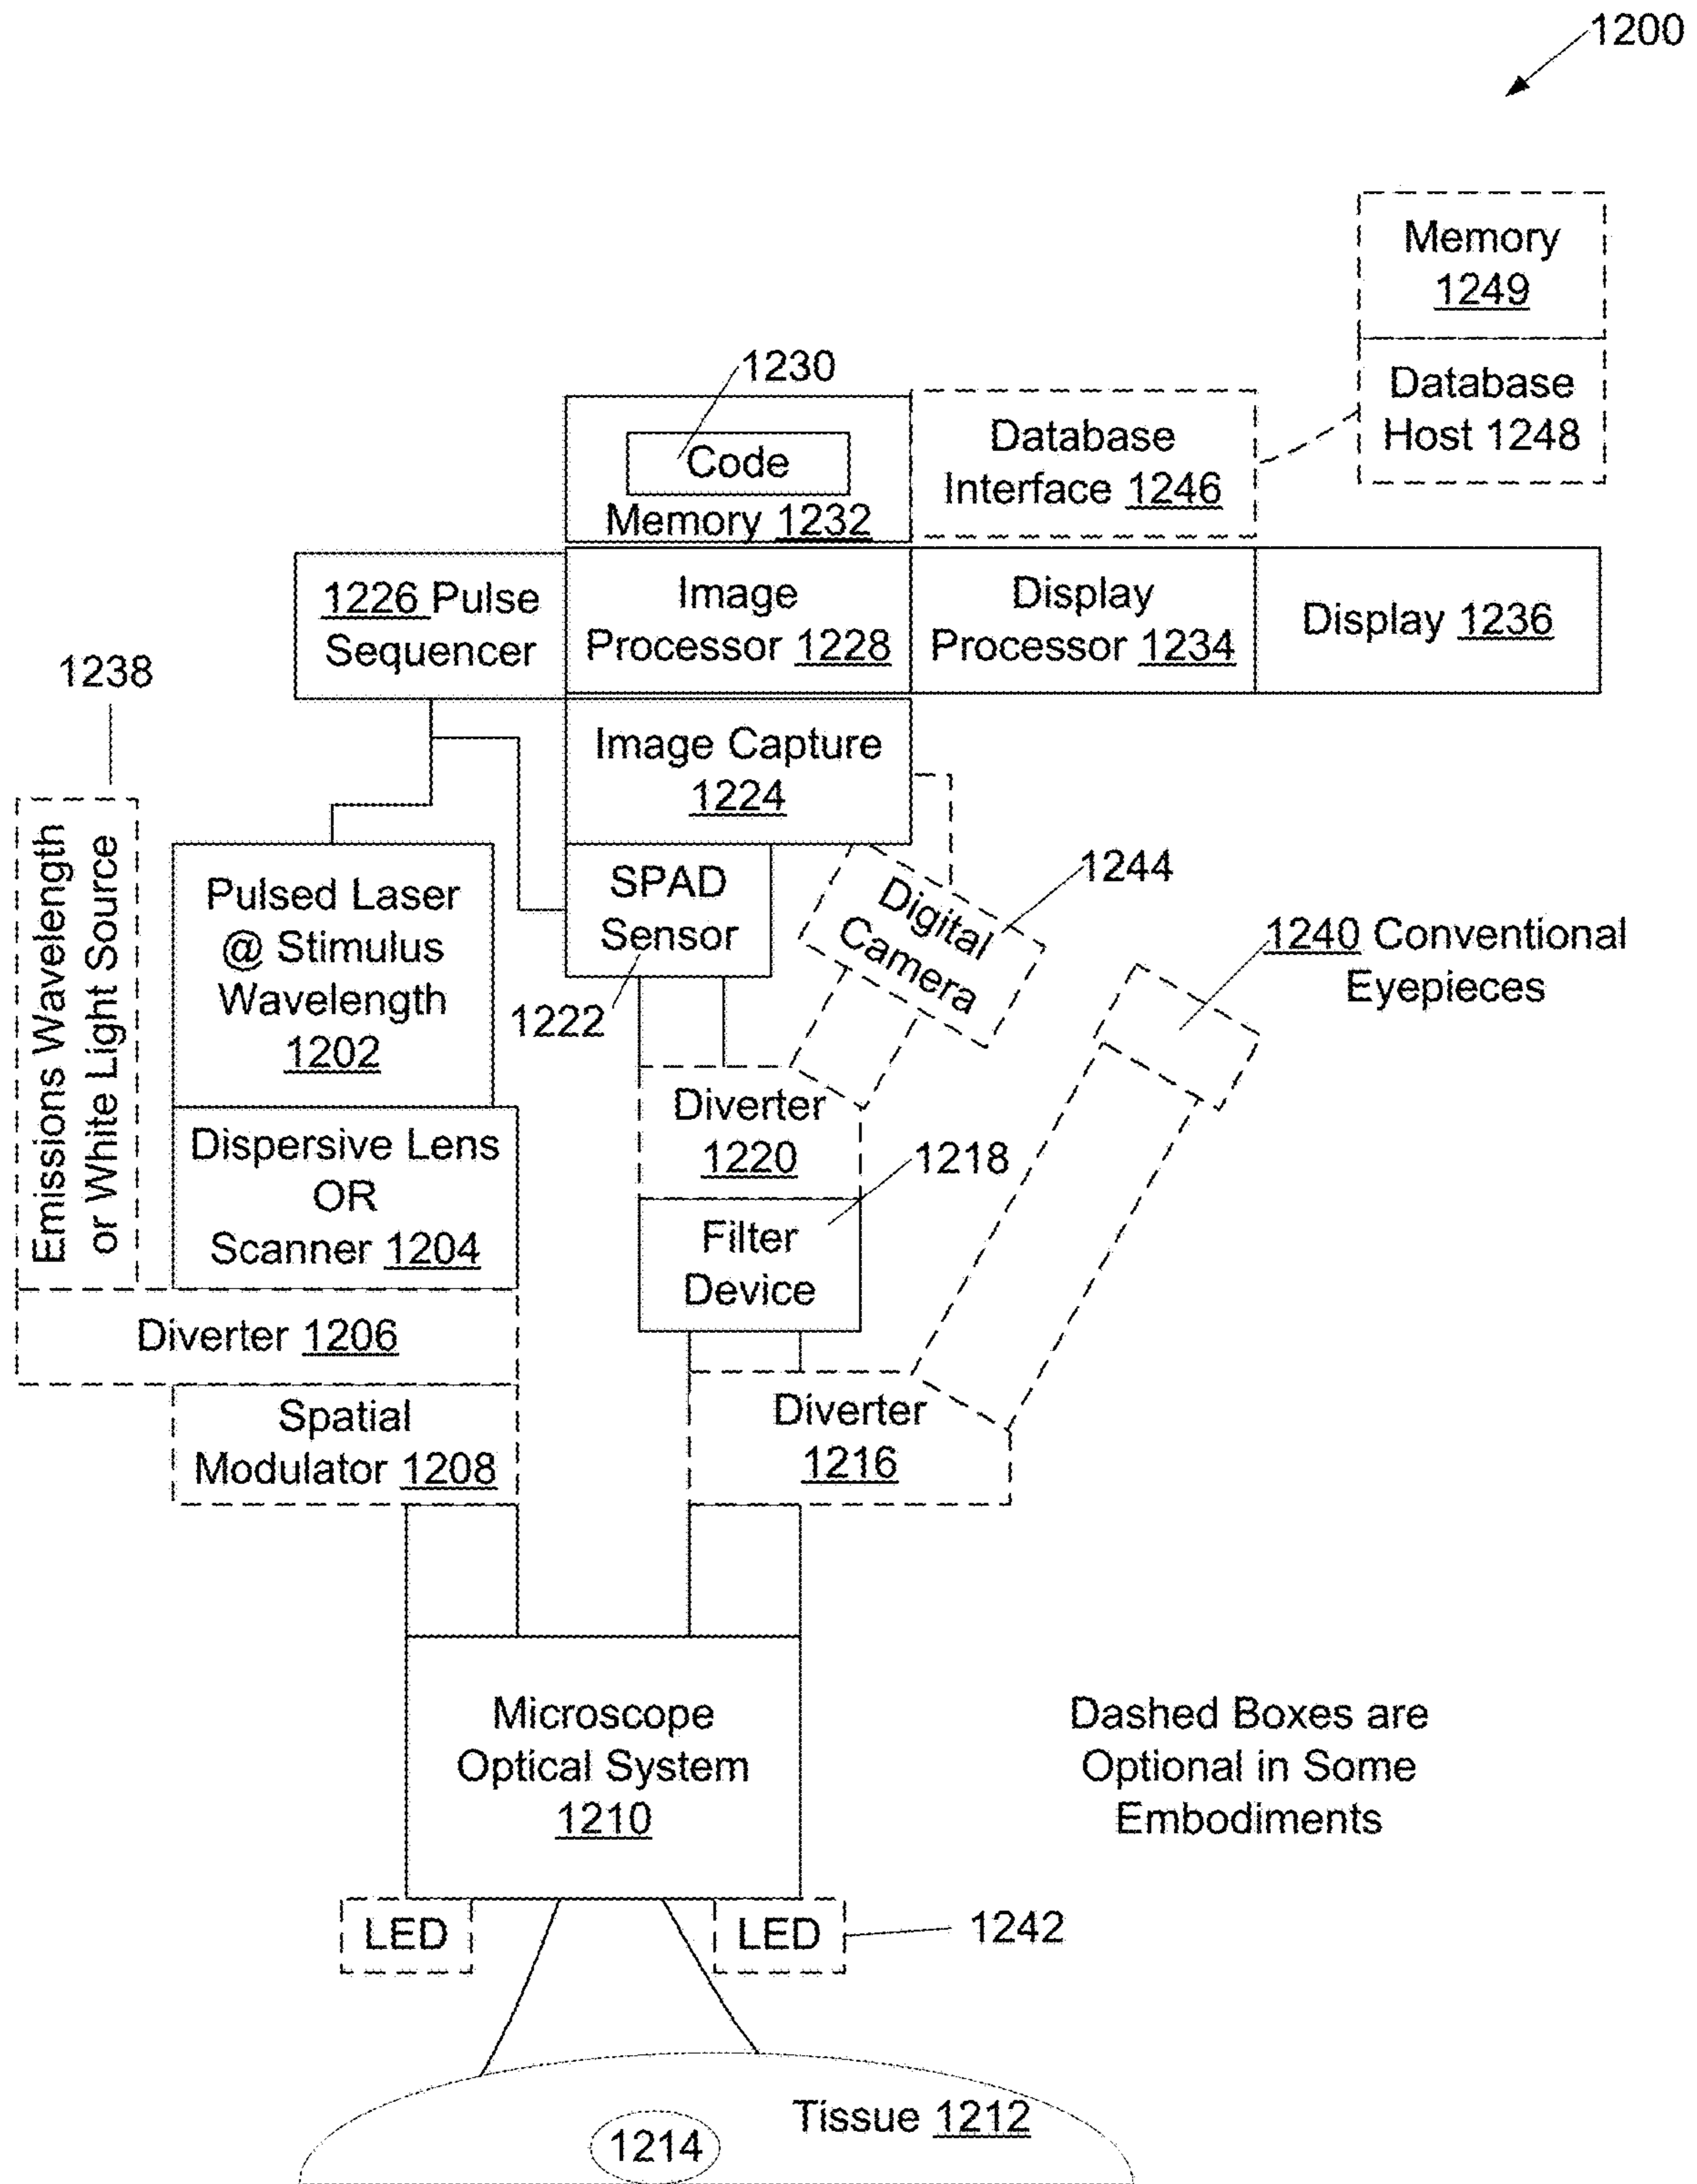 1200
Memory
1249
Database
Host 1248
1230
Code
Memory 1232
Database
Interface 1246
1226 Pulse
Sequencer
Image
Processor 1228
Display
Processor 1234
Display 1236
1238
Emissions Wavelength
or White Light Source
Image Capture
1224
Pulsed Laser
@ Stimulus
Wavelength
1202
SPAD
Sensor
1222
Digital
Camera
1244
1240 Conventional
Eyepieces
Dispersive Lens
OR
Scanner 1204
Diverter
1220
1218
Filter
Device
Diverter 1206
Spatial
Modulator 1208
Diverter
1216
Microscope
Optical System
1210
Dashed Boxes are
Optional in Some
Embodiments
LED
LED
1242
Tissue 1212
1214